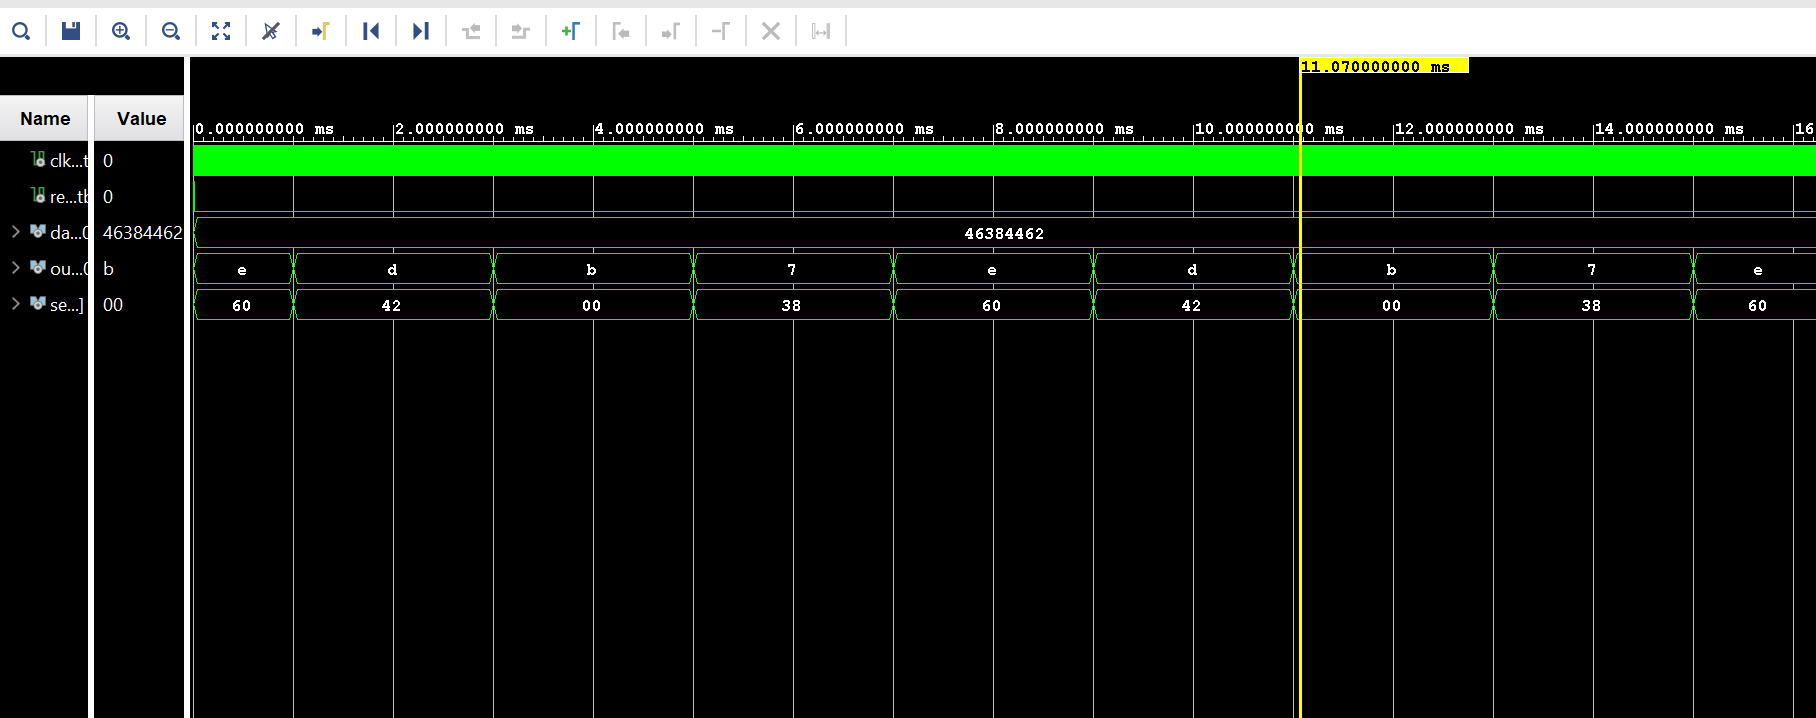 11.070000000 ms
Name Value
0.000000000 ms 2.000000000 ms 4.000000000 ms 6.000000000 ms 8.000000000 ms 10.000000000 ms 12.000000000 ms 14.000000000 ms 16
clk...t 0
re...tb 0
da...0 46384462 46384462
ou...0 b e d b 7 e d b 7 e
se...] 00 60 42 00 38 60 42 00 38 60